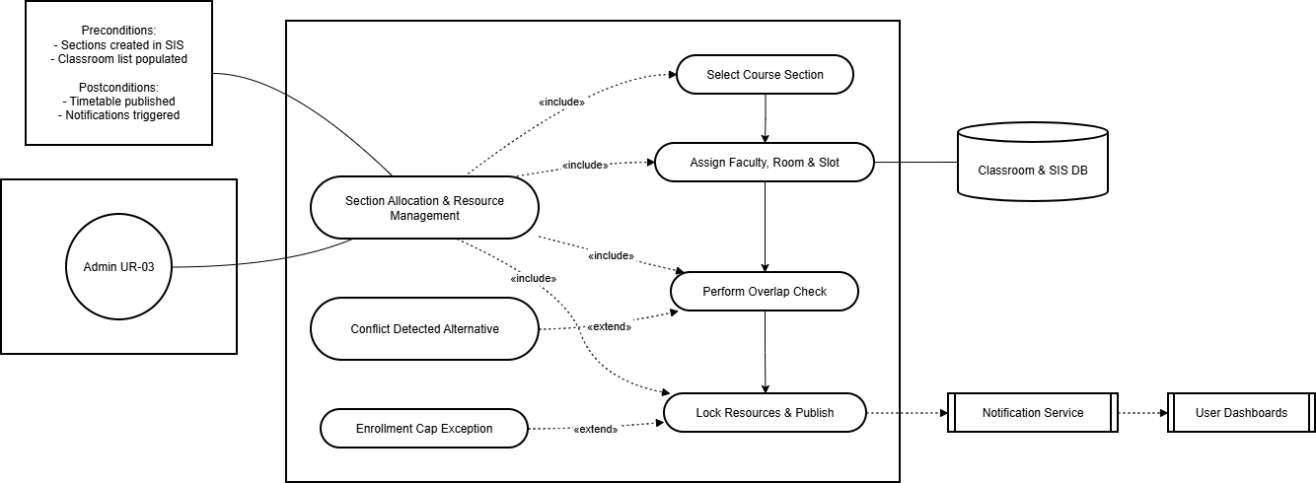 Preconditions:
- Sections created in SIS
- Classroom list populated
Postconditions:
- Timetable published
- Notifications triggered
Select Course Section
«include»
Assign Faculty, Room & Slot
«include»
Classroom & SIS DB
Section Allocation & Resource
Management
Admin UR-03
«include»
«include»
Perform Overlap Check
Conflict Detected Alternative
«extend»
Lock Resources & Publish
Notification Service
User Dashboards
Enrollment Cap Exception
«extend»